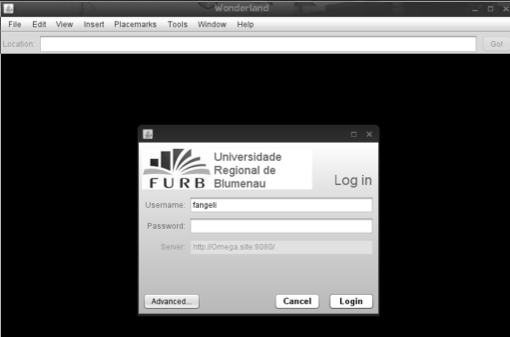 Wonderland
File Edit View Insert Placemarks Tools Window Help
Location: Go!
FURB
Universidade
Regional de
Blumenau
Log in
Username: fangeli
Password:
Server: http://Omega.site:8080/
Advanced... Cancel Login